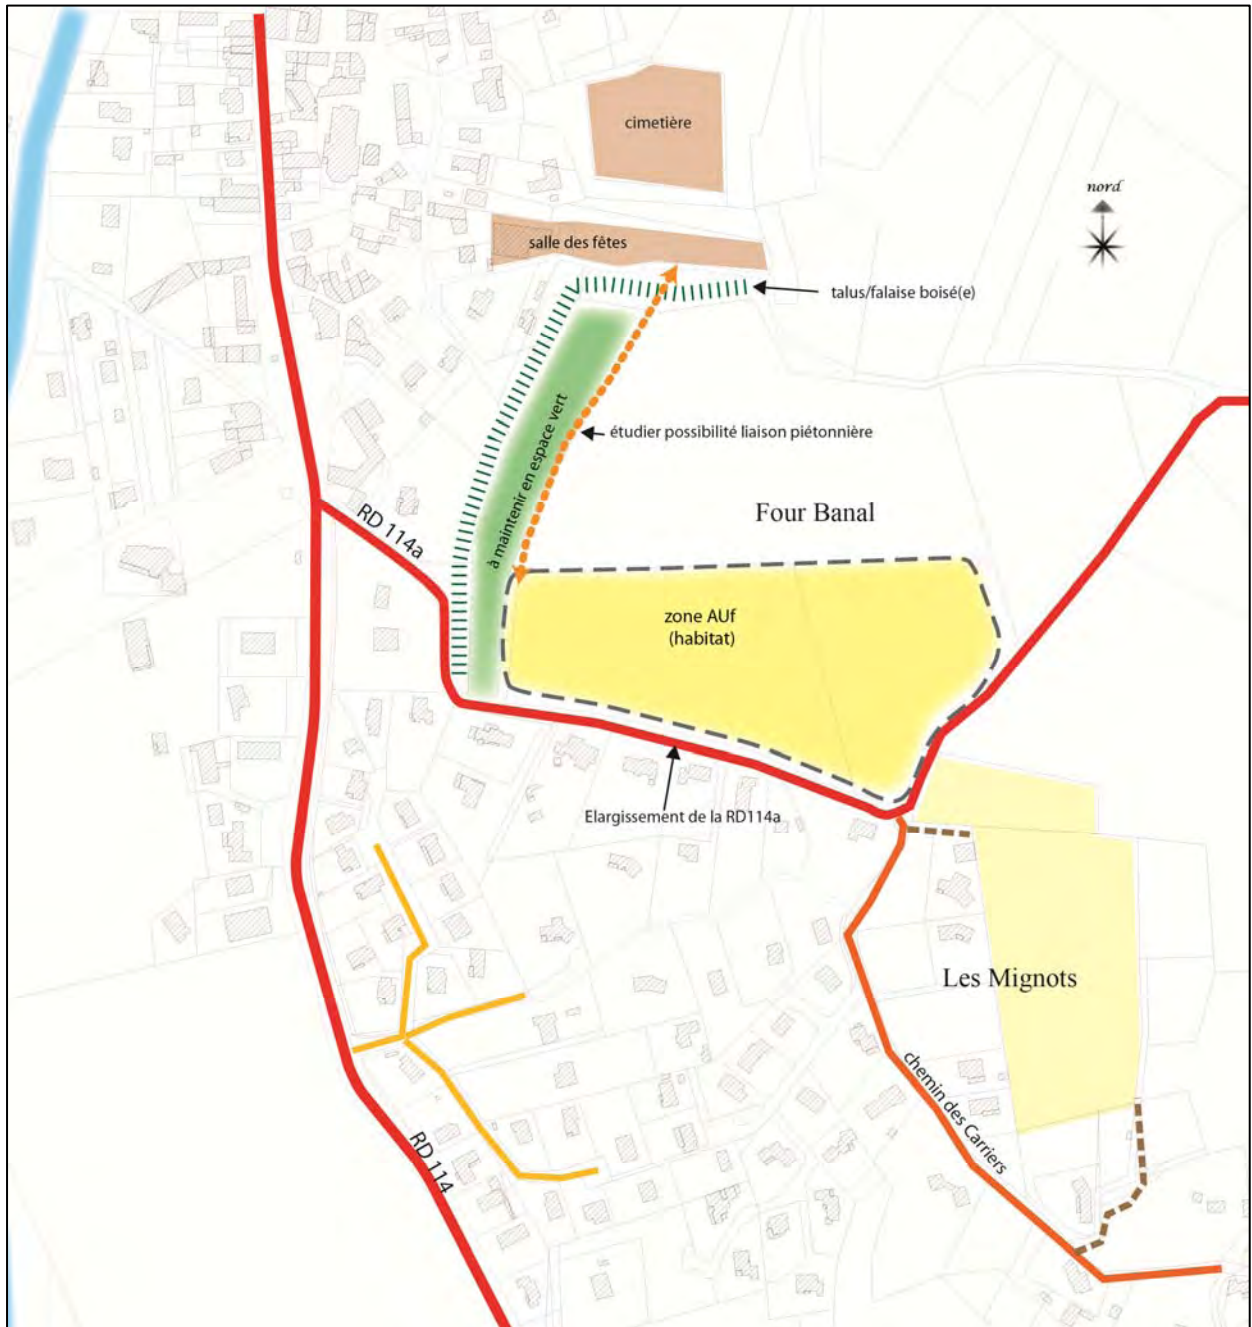 cimetière
nord
salle des fêtes
talus/falaise boisé(e)
à maintenir en espace vert
étudier possibilité liaison piétonnière
RD 114a
Four Banal
zone AUf
(habitat)
Elargissement de la RD114a
Les Mignots
chemin des Carriers
RD 114